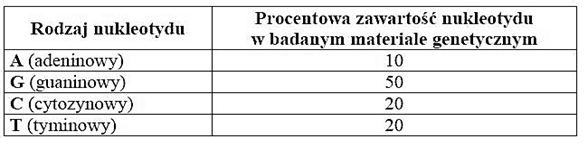 Rodzaj nukleotydu
Procentowa zawartość nukleotydu
w badanym materiale genetycznym
A (adeninowy) 10
G (guaninowy) 50
C (cytozynowy) 20
T (tyminowy) 20